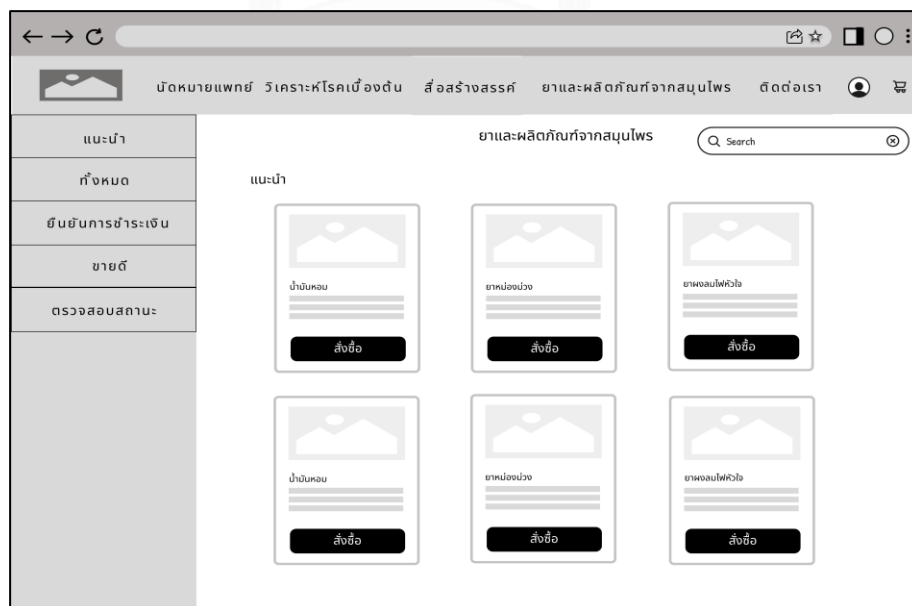 นัดหมายแพทย์ วิเคราะห์โรคเบื้องต้น สื่อสร้างสรรค์ ยาและผลิตภัณฑ์จากสมุนไพร ติดต่อเรา
แนะนำ
ทั้งหมด
ยืนยันการชำระเงิน
ขายดี
ตรวจสอบสถานะ
ยาและผลิตภัณฑ์จากสมุนไพร
Search
แนะนำ
น้ำมันหอม
สั่งซื้อ
ยาหม่องม่วง
สั่งซื้อ
ยาผงลมไฟหัวใจ
สั่งซื้อ
น้ำมันหอม
สั่งซื้อ
ยาหม่องม่วง
สั่งซื้อ
ยาผงลมไฟหัวใจ
สั่งซื้อ